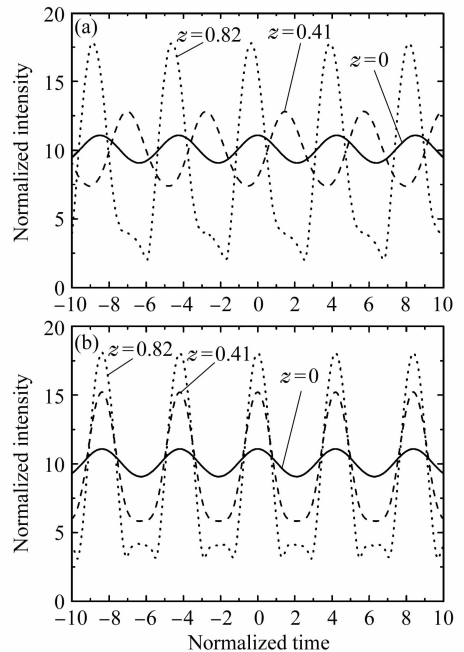 (a)
z=0.82
z=0.41
z=0
Normalized intensity
20
15
10
5
0
−10 −8 −6 −4 −2 0 2 4 6 8 10
(b)
z=0.82
z=0.41
z=0
Normalized intensity
20
15
10
5
0
−10 −8 −6 −4 −2 0 2 4 6 8 10
Normalized time